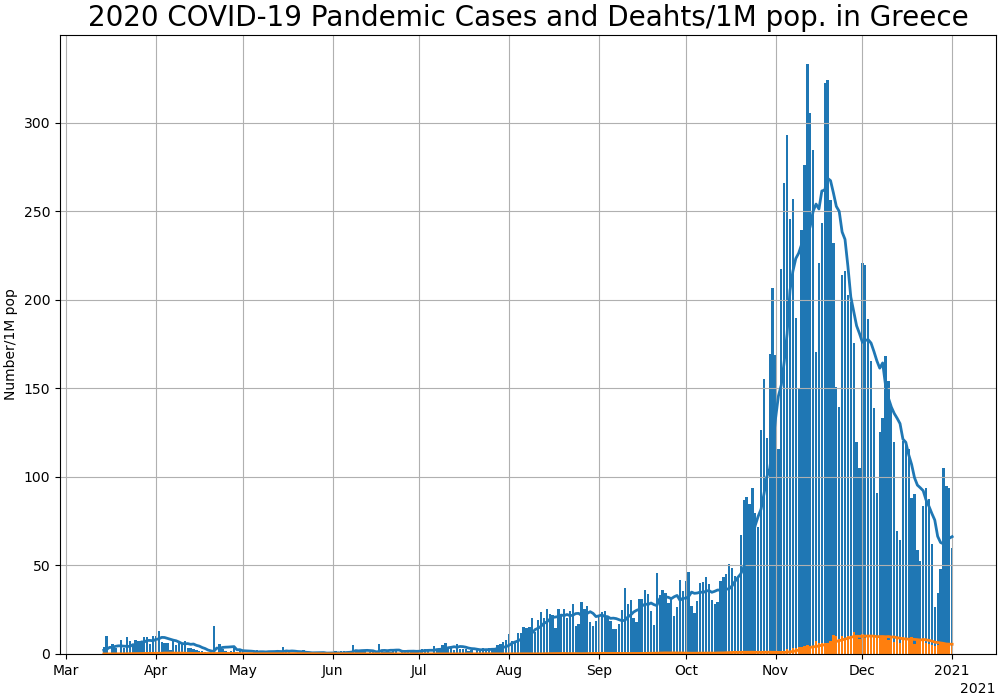 2020 COVID-19 Pandemic Cases and Deahts/1M pop. in Greece
Number/1M pop
300
250
200
150
100
50
0
Mar Apr May Jun Jul Aug Sep Oct Nov Dec 2021
2021